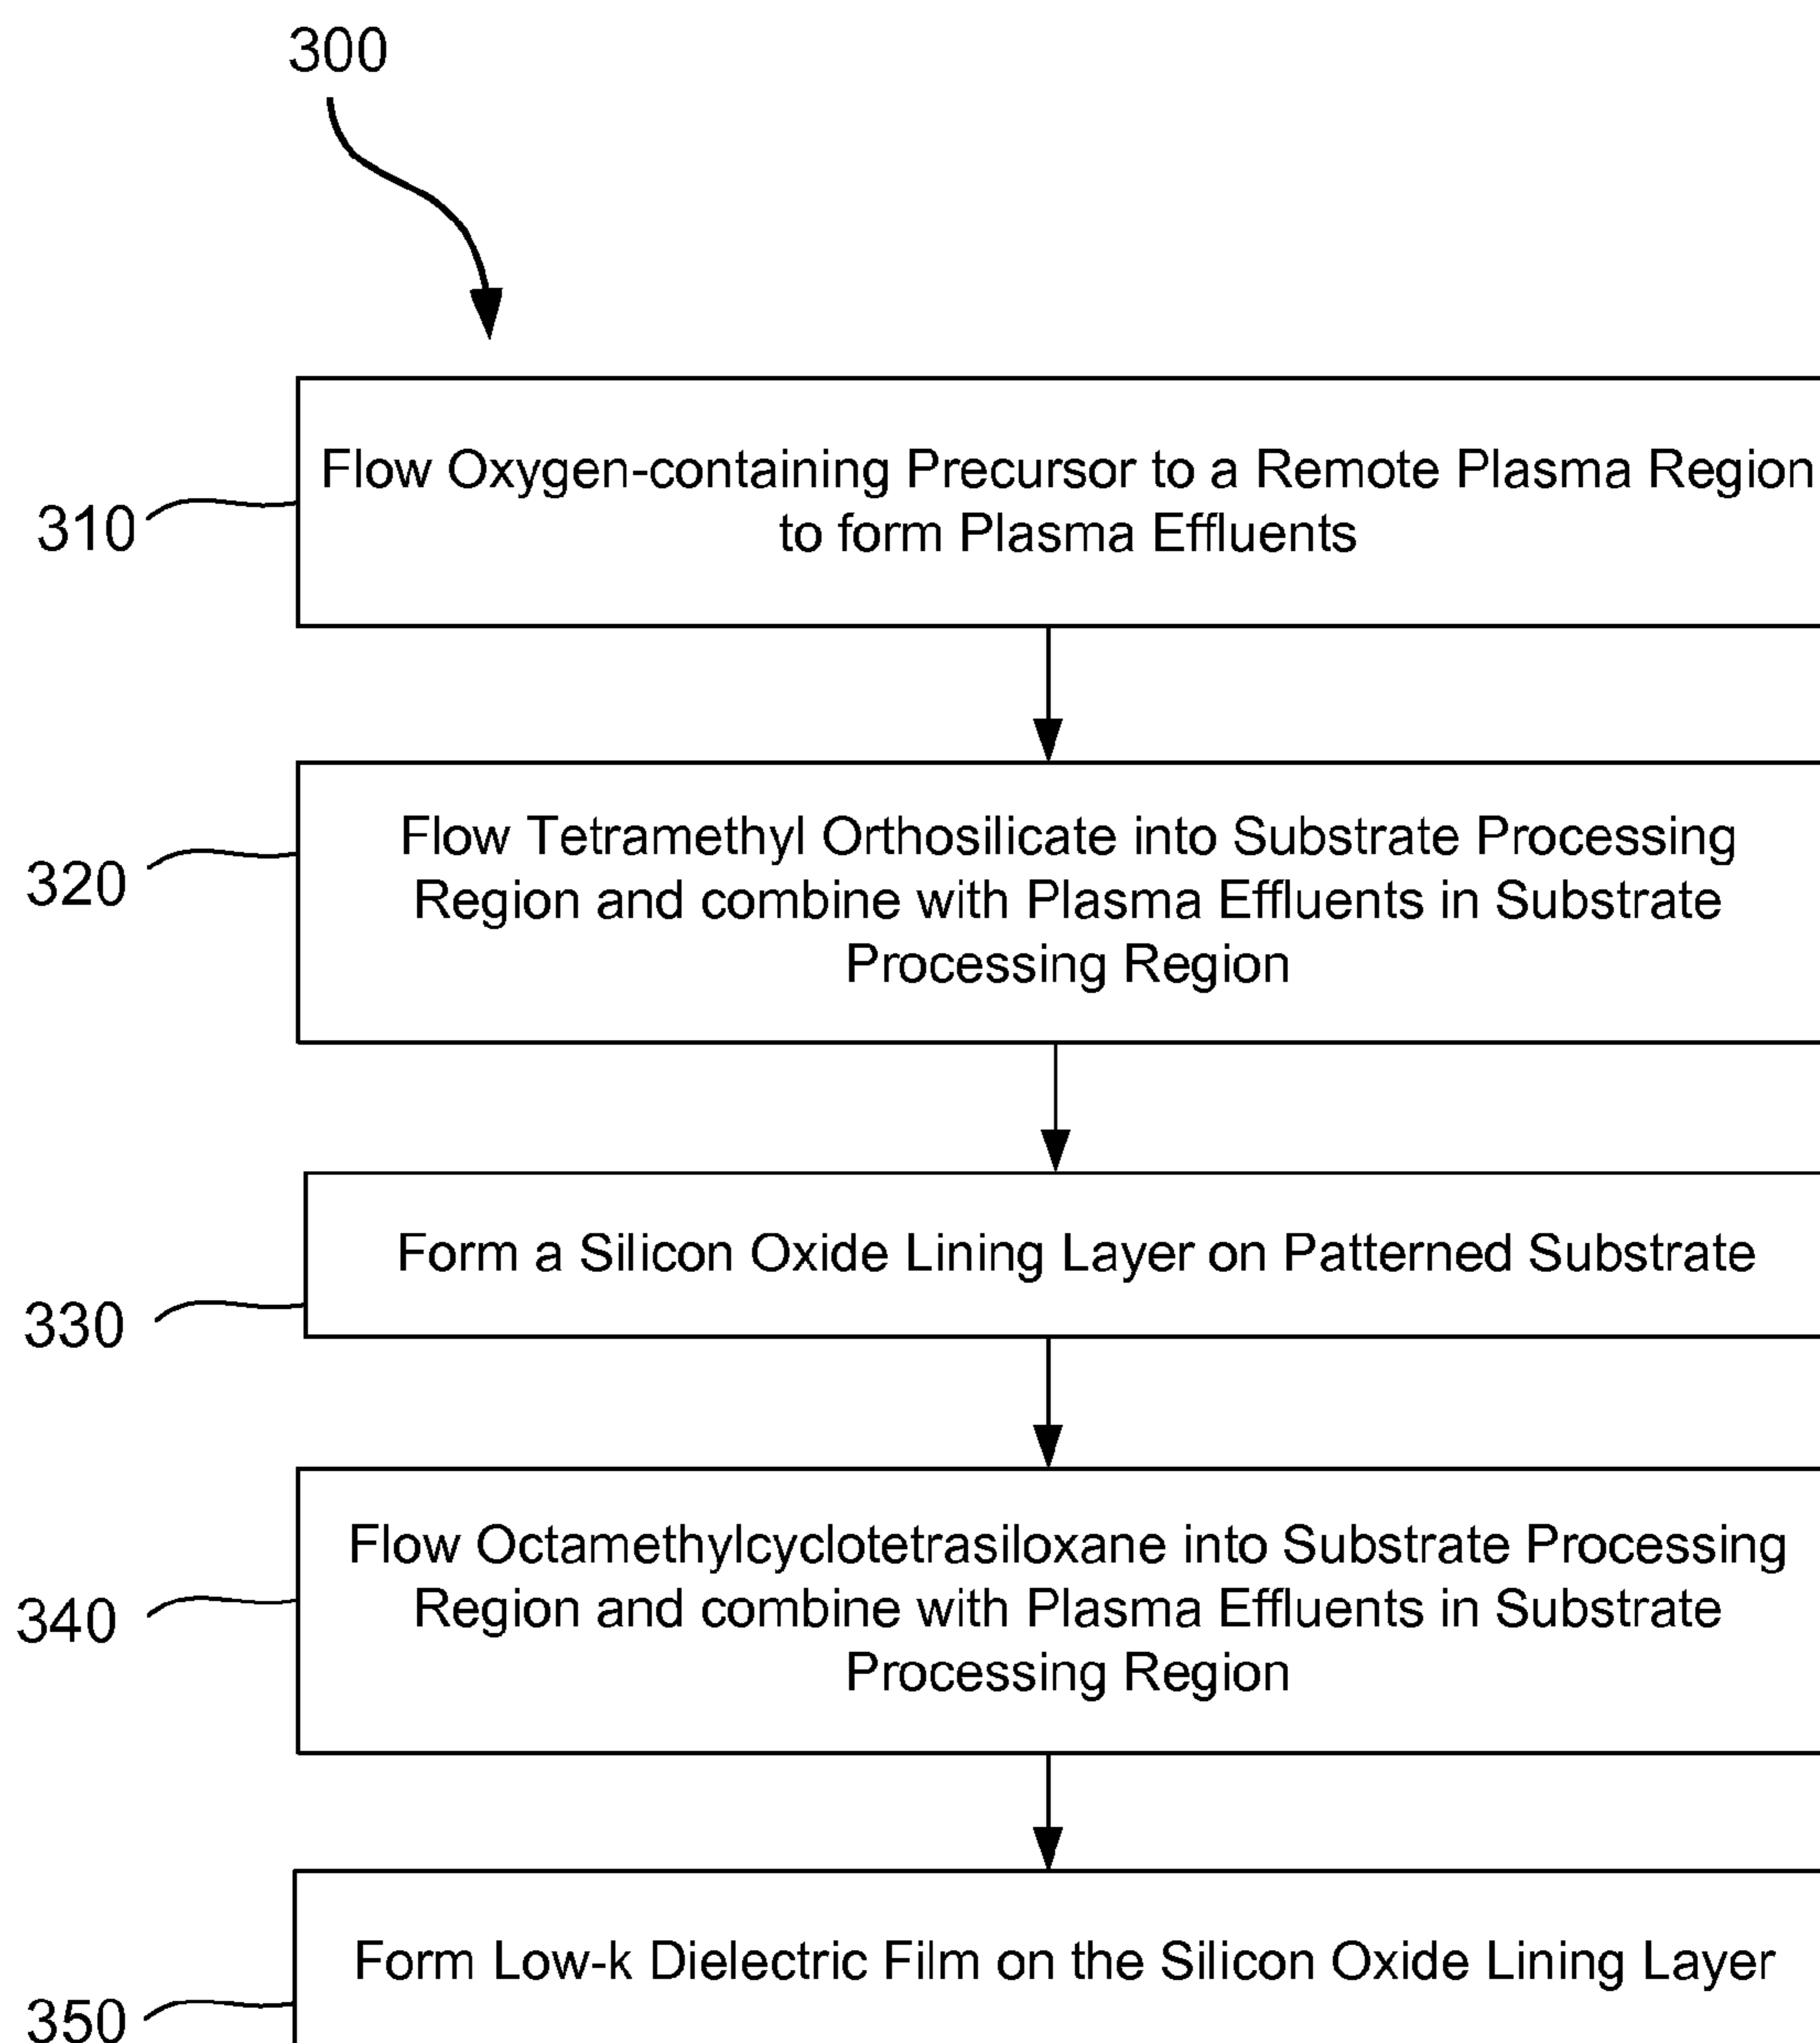 300
310
Flow Oxygen-containing Precursor to a Remote Plasma Region
to form Plasma Effluents
320
Flow Tetramethyl Orthosilicate into Substrate Processing
Region and combine with Plasma Effluents in Substrate
Processing Region
330
Form a Silicon Oxide Lining Layer on Patterned Substrate
340
Flow Octamethylcyclotetrasiloxane into Substrate Processing
Region and combine with Plasma Effluents in Substrate
Processing Region
350
Form Low-k Dielectric Film on the Silicon Oxide Lining Layer